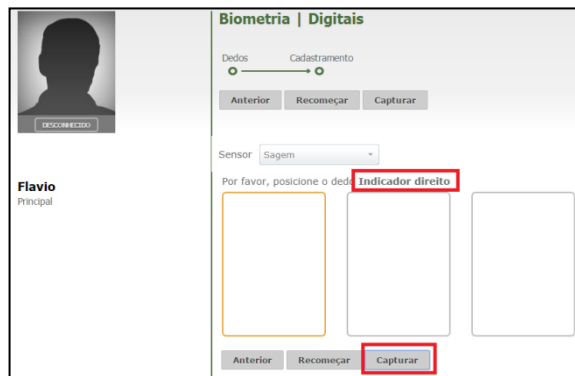 Biometria | Digitais
Dedos Cadastramento
Anterior Recomeçar Capturar
DESCONHECIDO
Sensor Sagem
Flavio
Principal
Por favor, posicione o dedo Indicador direito
Anterior Recomeçar Capturar